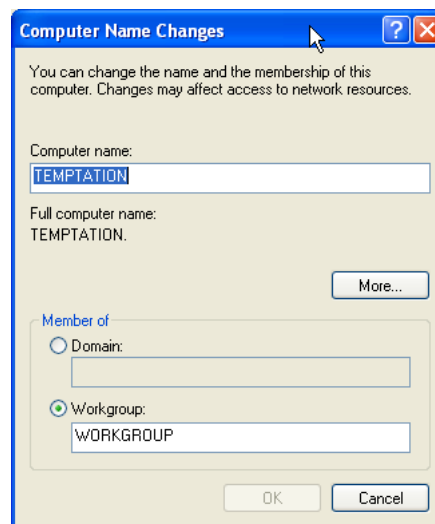 Computer Name Changes
You can change the name and the membership of this
computer. Changes may affect access to network resources.
Computer name:
TEMPTATION
Full computer name:
TEMPTATION.
More...
Member of
Domain:
Workgroup:
WORKGROUP
OK Cancel